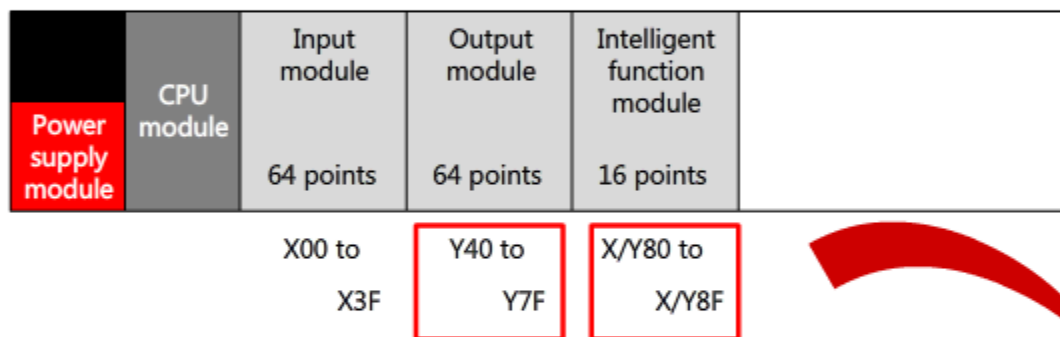 Power
supply
module
CPU
module
Input
module
64 points
Output
module
64 points
Intelligent
function
module
16 points
X00 to
X3F
Y40 to
Y7F
X/Y80 to
X/Y8F